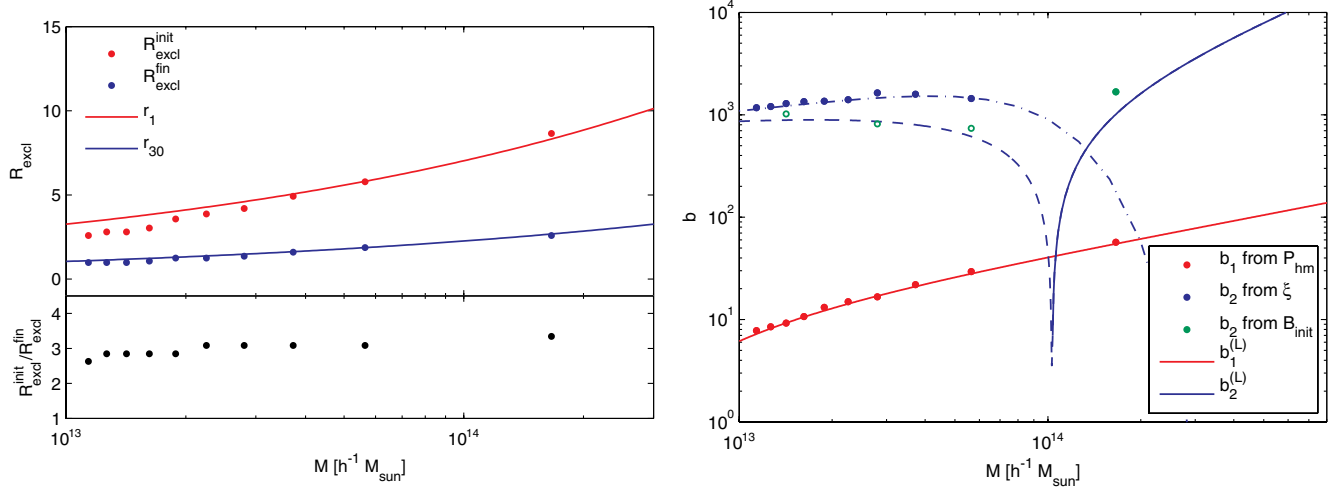 15
10
5
0
R_excl
R_excl^init
R_excl^fin
r_1
r_30
4
3
2
1
R_excl^init/R_excl^fin
10^13
10^14
M [h^-1 M_sun]
10^4
10^3
10^2
10^1
10^0
b
b_1 from P_hm
b_2 from ξ
b_2 from B_init
b_1^(L)
b_2^(L)
10^13
10^14
M [h^-1 M_sun]